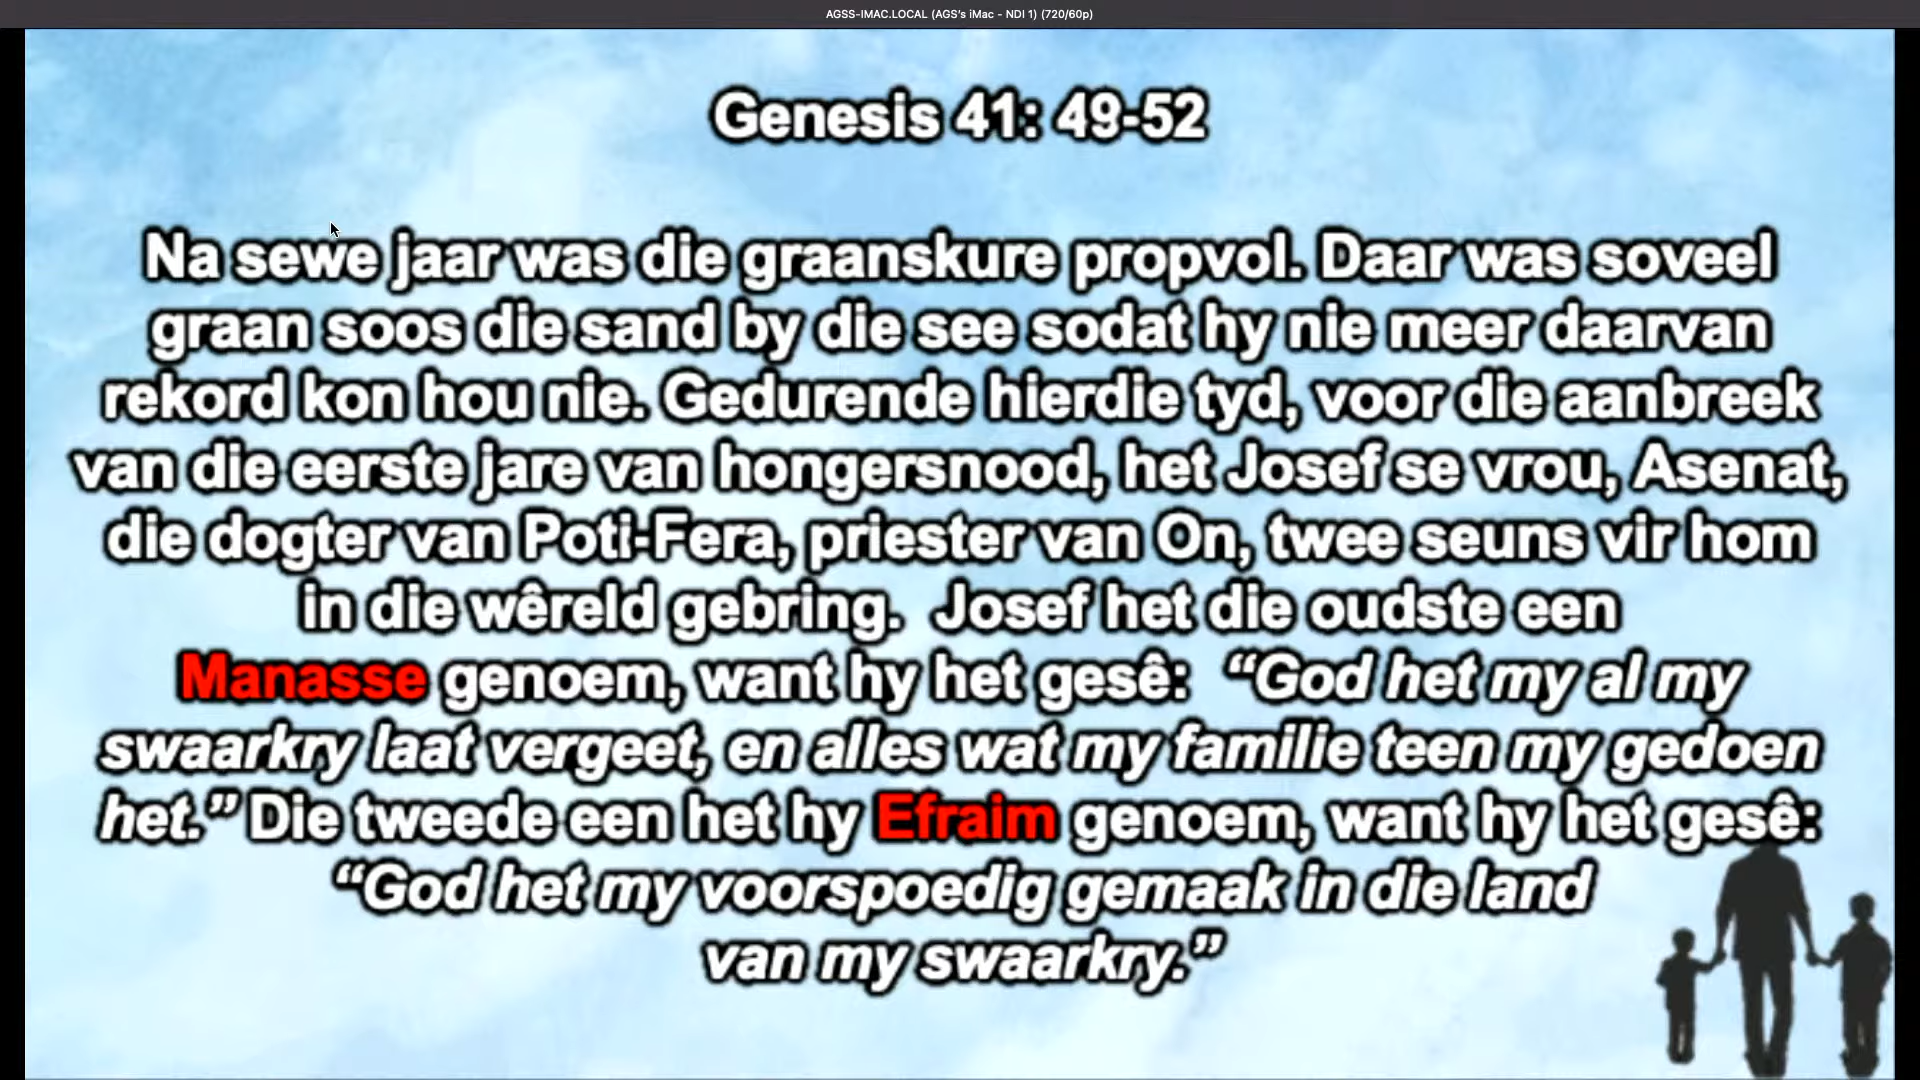 AGSS-IMAC.LOCAL (AGS's iMac - NDI 1) (720/60p)
Genesis 41: 49-52
Na sewe jaar was die graanskure propvol. Daar was soveel
graan soos die sand by die see sodat hy nie meer daarvan
rekord kon hou nie. Gedurende hierdie tyd, voor die aanbreek
van die eerste jare van hongersnood, het Josef se vrou, Asenat,
die dogter van Poti-Fera, priester van On, twee seuns vir hom
in die wêreld gebring.  Josef het die oudste een
Manasse genoem, want hy het gesê:  “God het my al my
swaarkry laat vergeet, en alles wat my familie teen my gedoen
het.” Die tweede een het hy Efraim genoem, want hy het gesê:
“God het my voorspoedig gemaak in die land
van my swaarkry.”